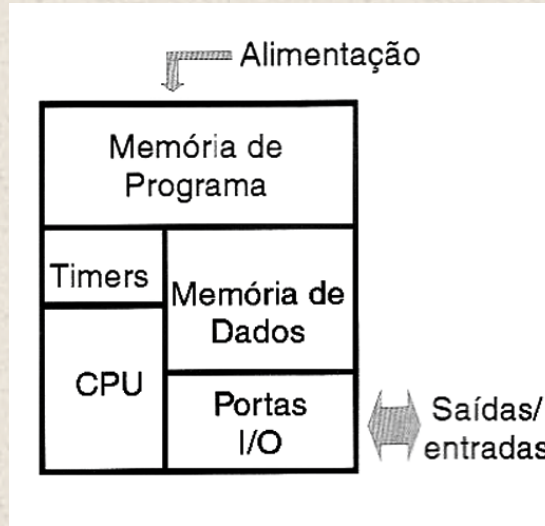 Alimentação
Memória de
Programa
Timers
Memória de
Dados
CPU
Portas
I/O
Saídas/
entradas